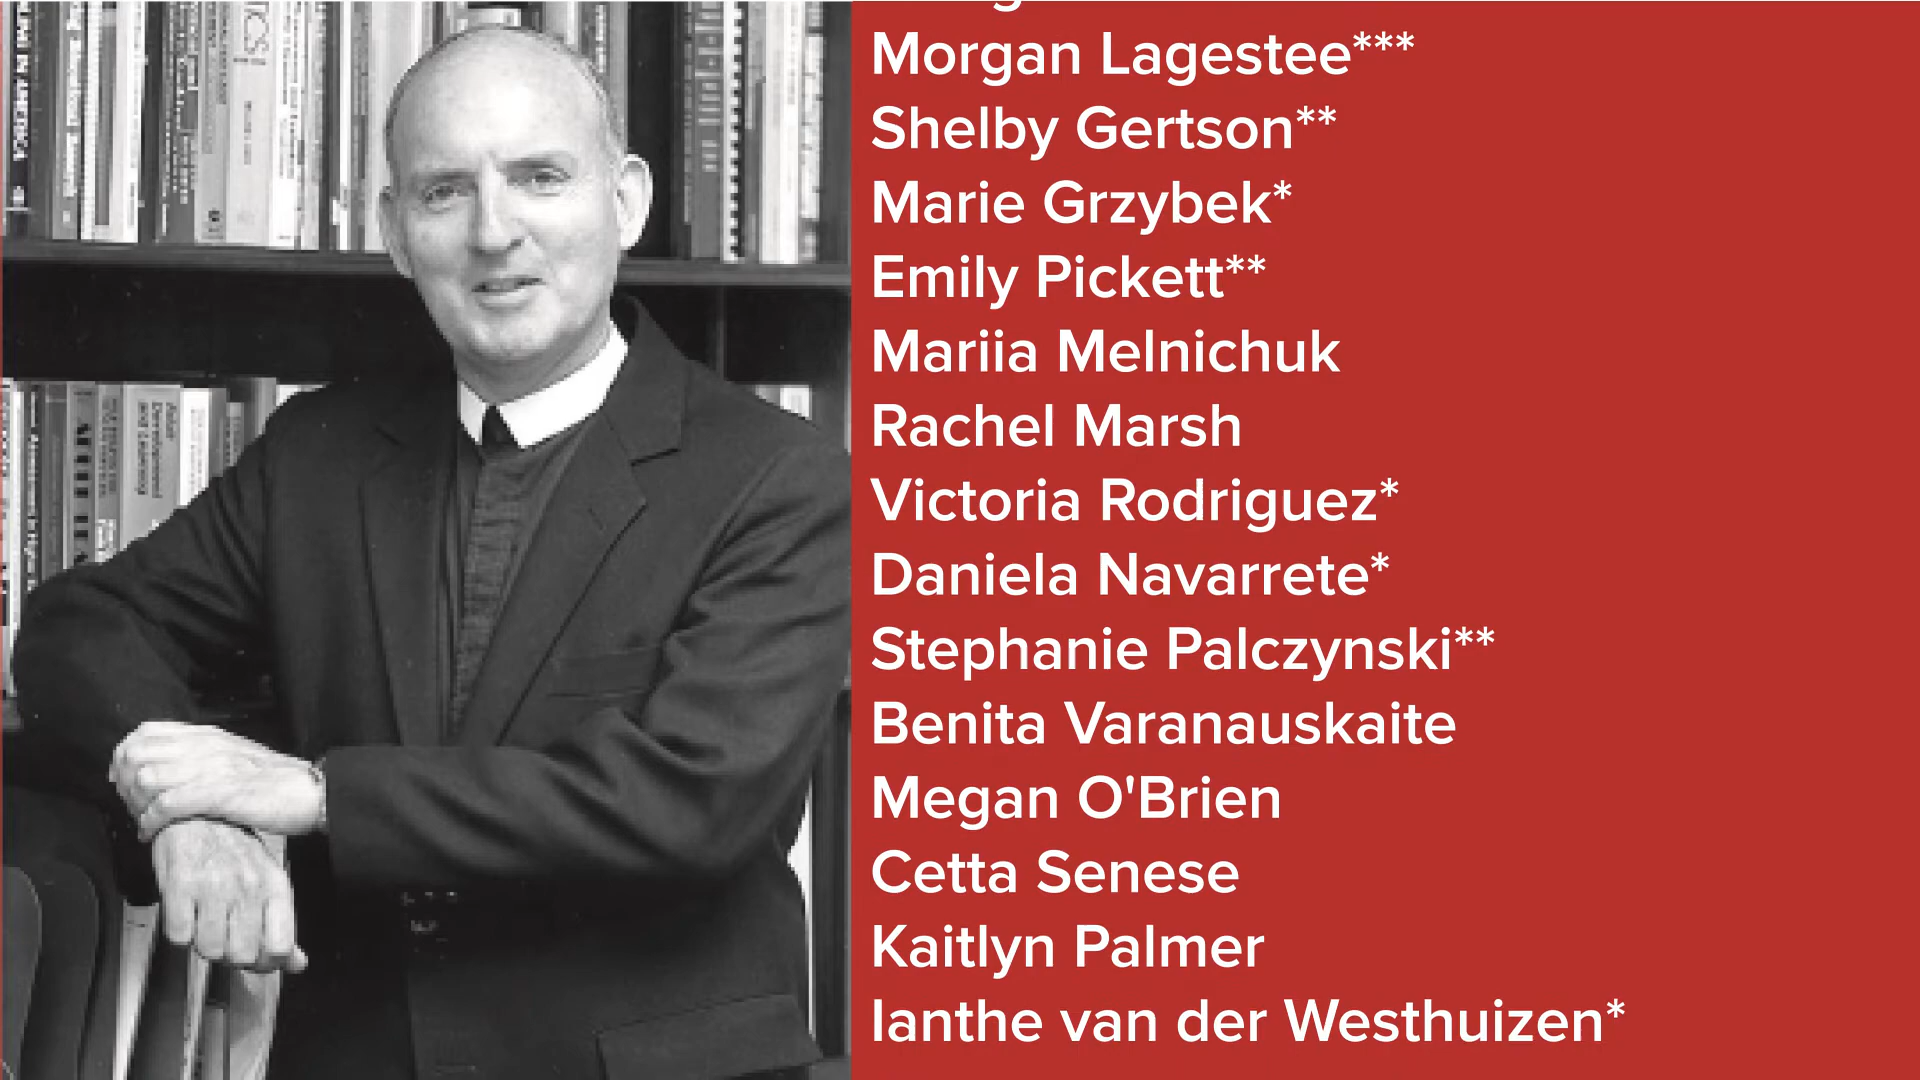 Morgan Lagestee***
Shelby Gertson**
Marie Grzybek*
Emily Pickett**
Mariia Melnichuk
Rachel Marsh
Victoria Rodriguez*
Daniela Navarrete*
Stephanie Palczynski**
Benita Varanauskaite
Megan O'Brien
Cetta Senese
Kaitlyn Palmer
Ianthe van der Westhuizen*